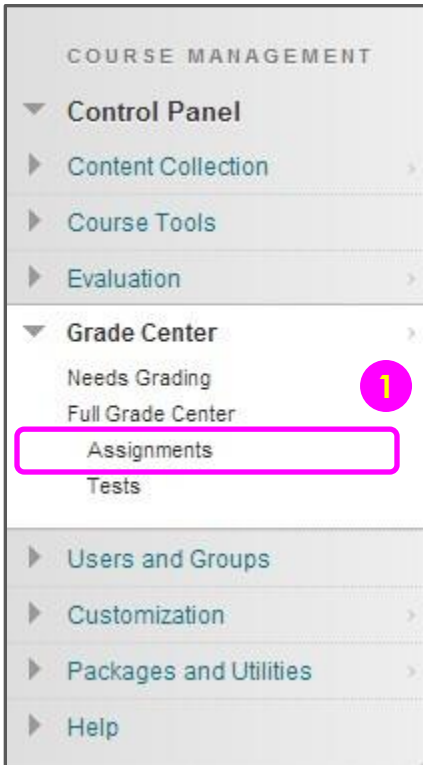 COURSE MANAGEMENT
Control Panel
Content Collection
Course Tools
Evaluation
Grade Center
Needs Grading
1
Full Grade Center
Assignments
Tests
Users and Groups
Customization
Packages and Utilities
Help